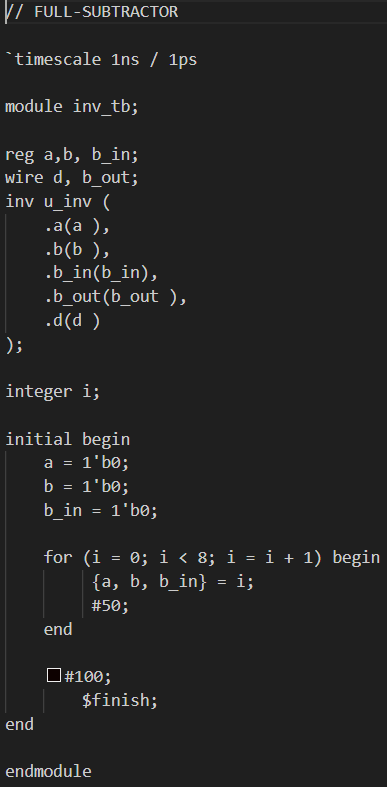 // FULL-SUBTRACTOR
`timescale 1ns / 1ps
module inv_tb;
reg a,b, b_in;
wire d, b_out;
inv u_inv (
    .a(a ),
    .b(b ),
    .b_in(b_in),
    .b_out(b_out ),
    .d(d )
);
integer i;
initial begin
    a = 1'b0;
    b = 1'b0;
    b_in = 1'b0;
    for (i = 0; i < 8; i = i + 1) begin
        {a, b, b_in} = i;
        #50;
    end
    #100;
        $finish;
end
endmodule